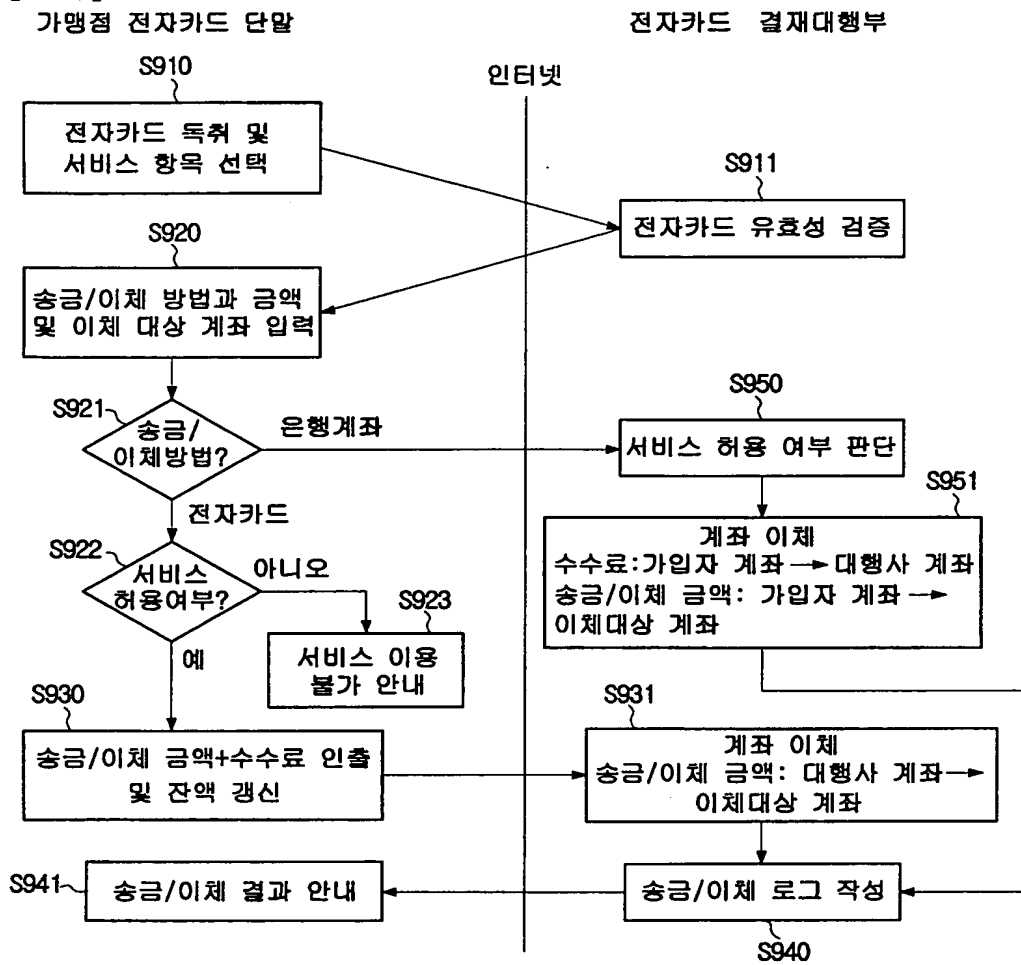 가맹점 전자카드 단말
전자카드 결재대행부
인터넷
S910
전자카드 독취 및
서비스 항목 선택
S911
전자카드 유효성 검증
S920
송금/이체 방법과 금액
및 이체 대상 계좌 입력
S921
송금/
이체방법?
은행계좌
전자카드
S950
서비스 허용 여부 판단
S951
계좌 이체
수수료:가입자 계좌→대행사 계좌
송금/이체 금액: 가입자 계좌→
이체대상 계좌
S922
서비스
허용여부?
아니오
예
S923
서비스 이용
불가 안내
S930
송금/이체 금액+수수료 인출
및 잔액 갱신
S931
계좌 이체
송금/이체 금액: 대행사 계좌→
이체대상 계좌
S941
송금/이체 결과 안내
송금/이체 로그 작성
S940